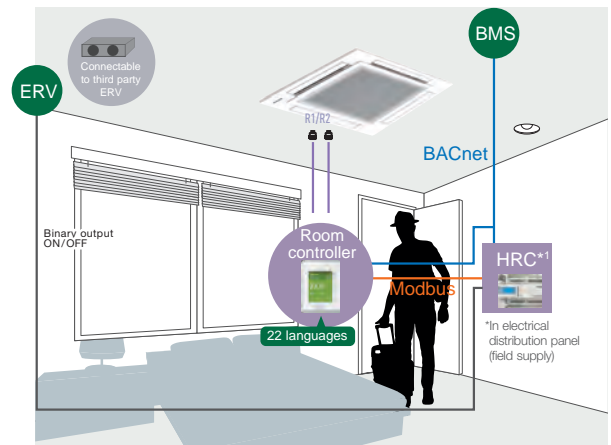 BMS
Connectable
to third party
ERV
ERV
R1/R2
BACnet
Binary output
ON/OFF
Room
controller
HRC*1
Modbus
22 languages
*In electrical
distribution panel
(field supply)